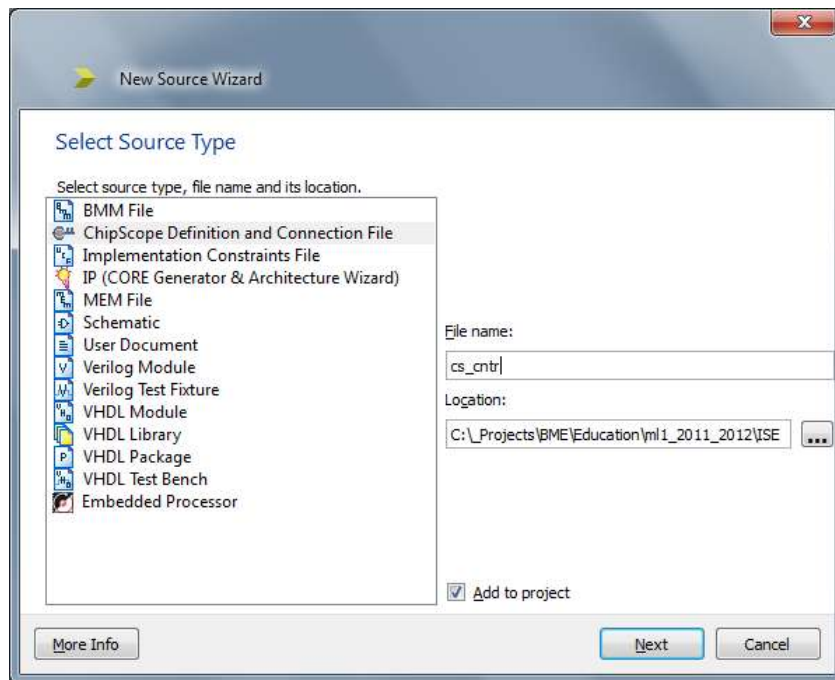 New Source Wizard
Select Source Type
Select source type, file name and its location.
BMM File
ChipScope Definition and Connection File
Implementation Constraints File
IP (CORE Generator & Architecture Wizard)
MEM File
Schematic
User Document
Verilog Module
Verilog Test Fixture
VHDL Module
VHDL Library
VHDL Package
VHDL Test Bench
Embedded Processor
File name:
cs_cntr
Location:
C:\_Projects\BME\Education\ml1_2011_2012\ISE
...
Add to project
More Info
Next
Cancel